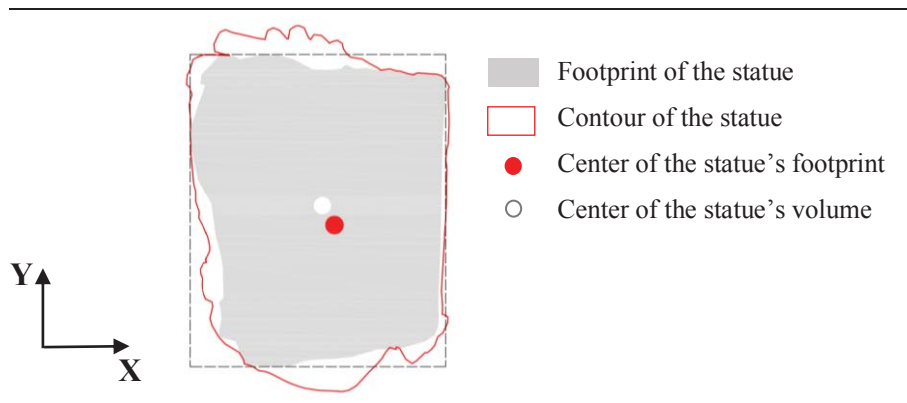 Footprint of the statue
Contour of the statue
Center of the statue's footprint
Center of the statue's volume
Y
X